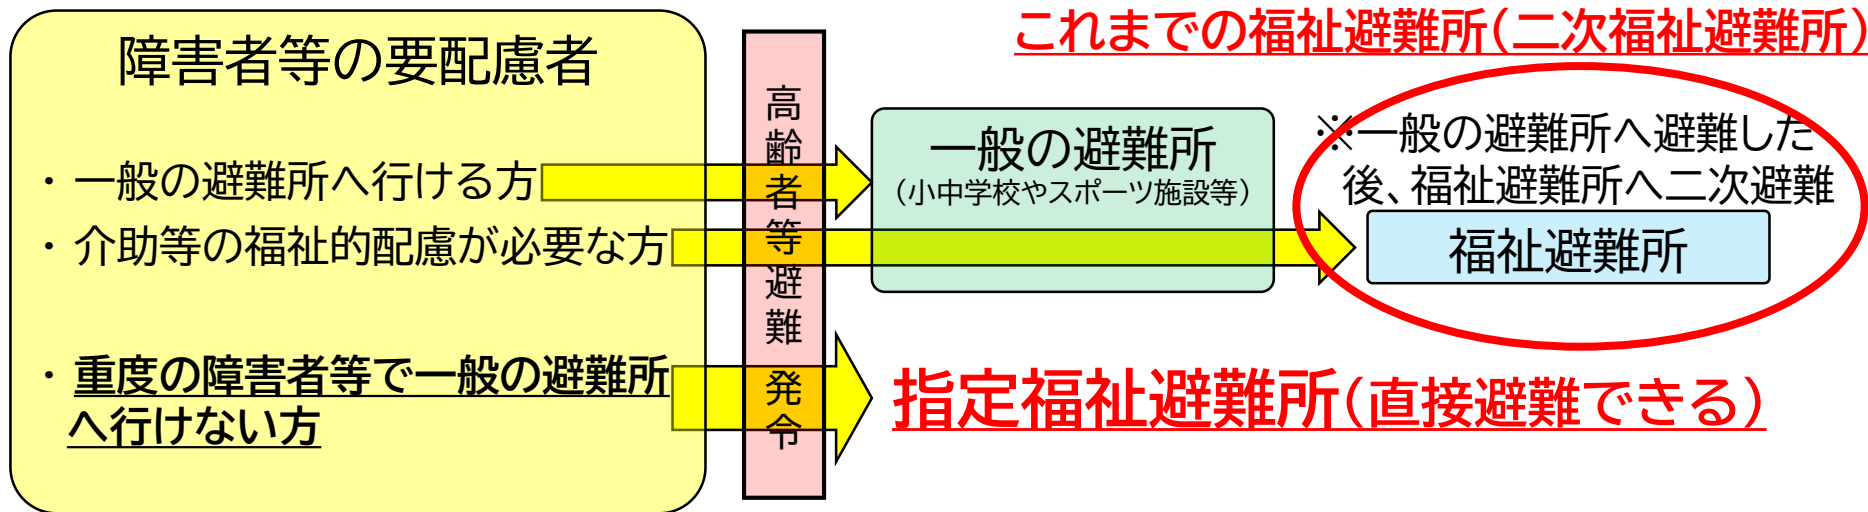 障害者等の要配慮者
・一般の避難所へ行ける方
・介助等の福祉的配慮が必要な方
・重度の障害者等で一般の避難所
へ行けない方
高齢者等避難 発令
一般の避難所
（小中学校やスポーツ施設等）
これまでの福祉避難所（二次福祉避難所）
※一般の避難所へ避難した
後、福祉避難所へ二次避難
福祉避難所
指定福祉避難所（直接避難できる）